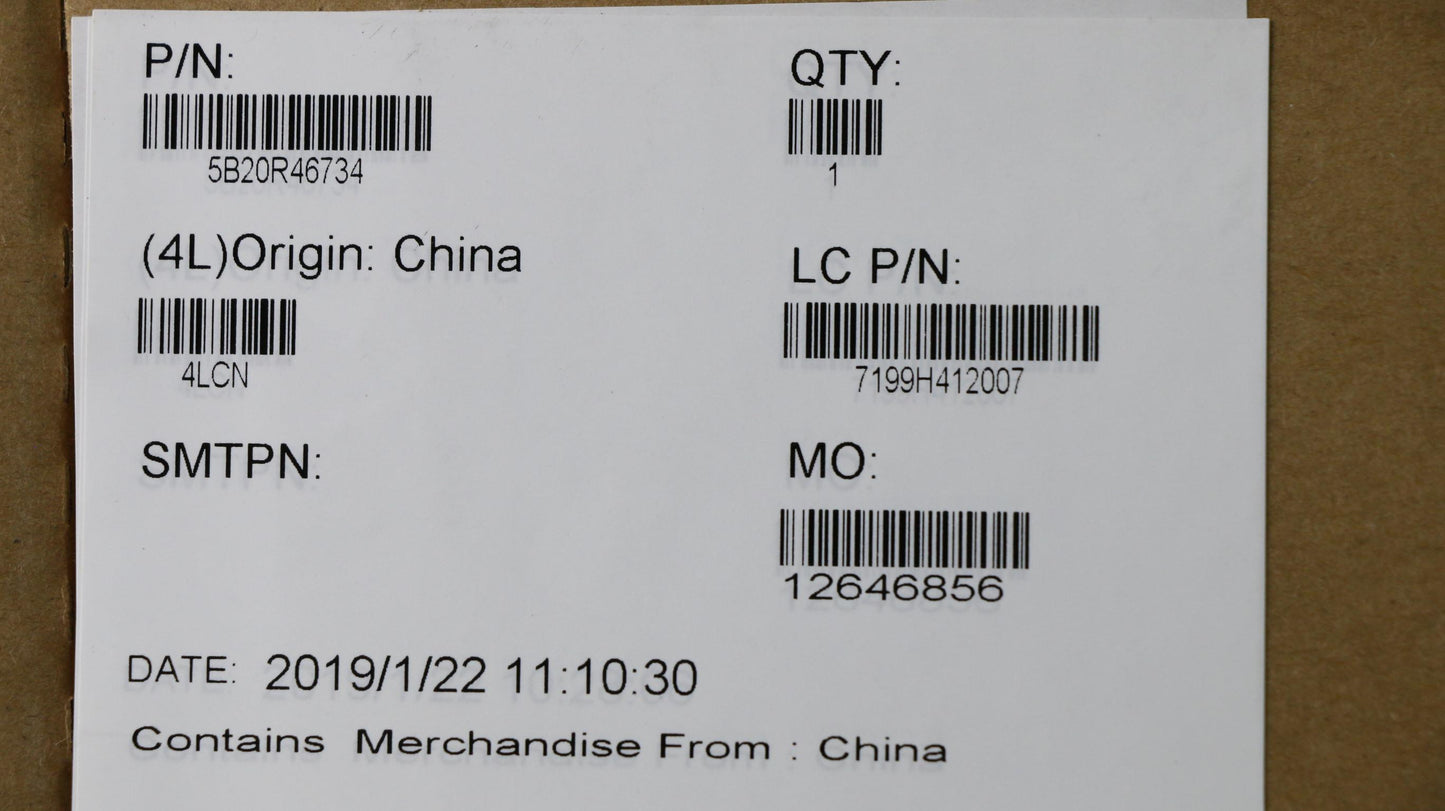 P/N:
5B20R46734
QTY:
1
(4L)Origin: China
4LCN
LC P/N:
7199H412007
SMTPN:
MO:
12646856
DATE: 2019/1/22 11:10:30
Contains Merchandise From : China